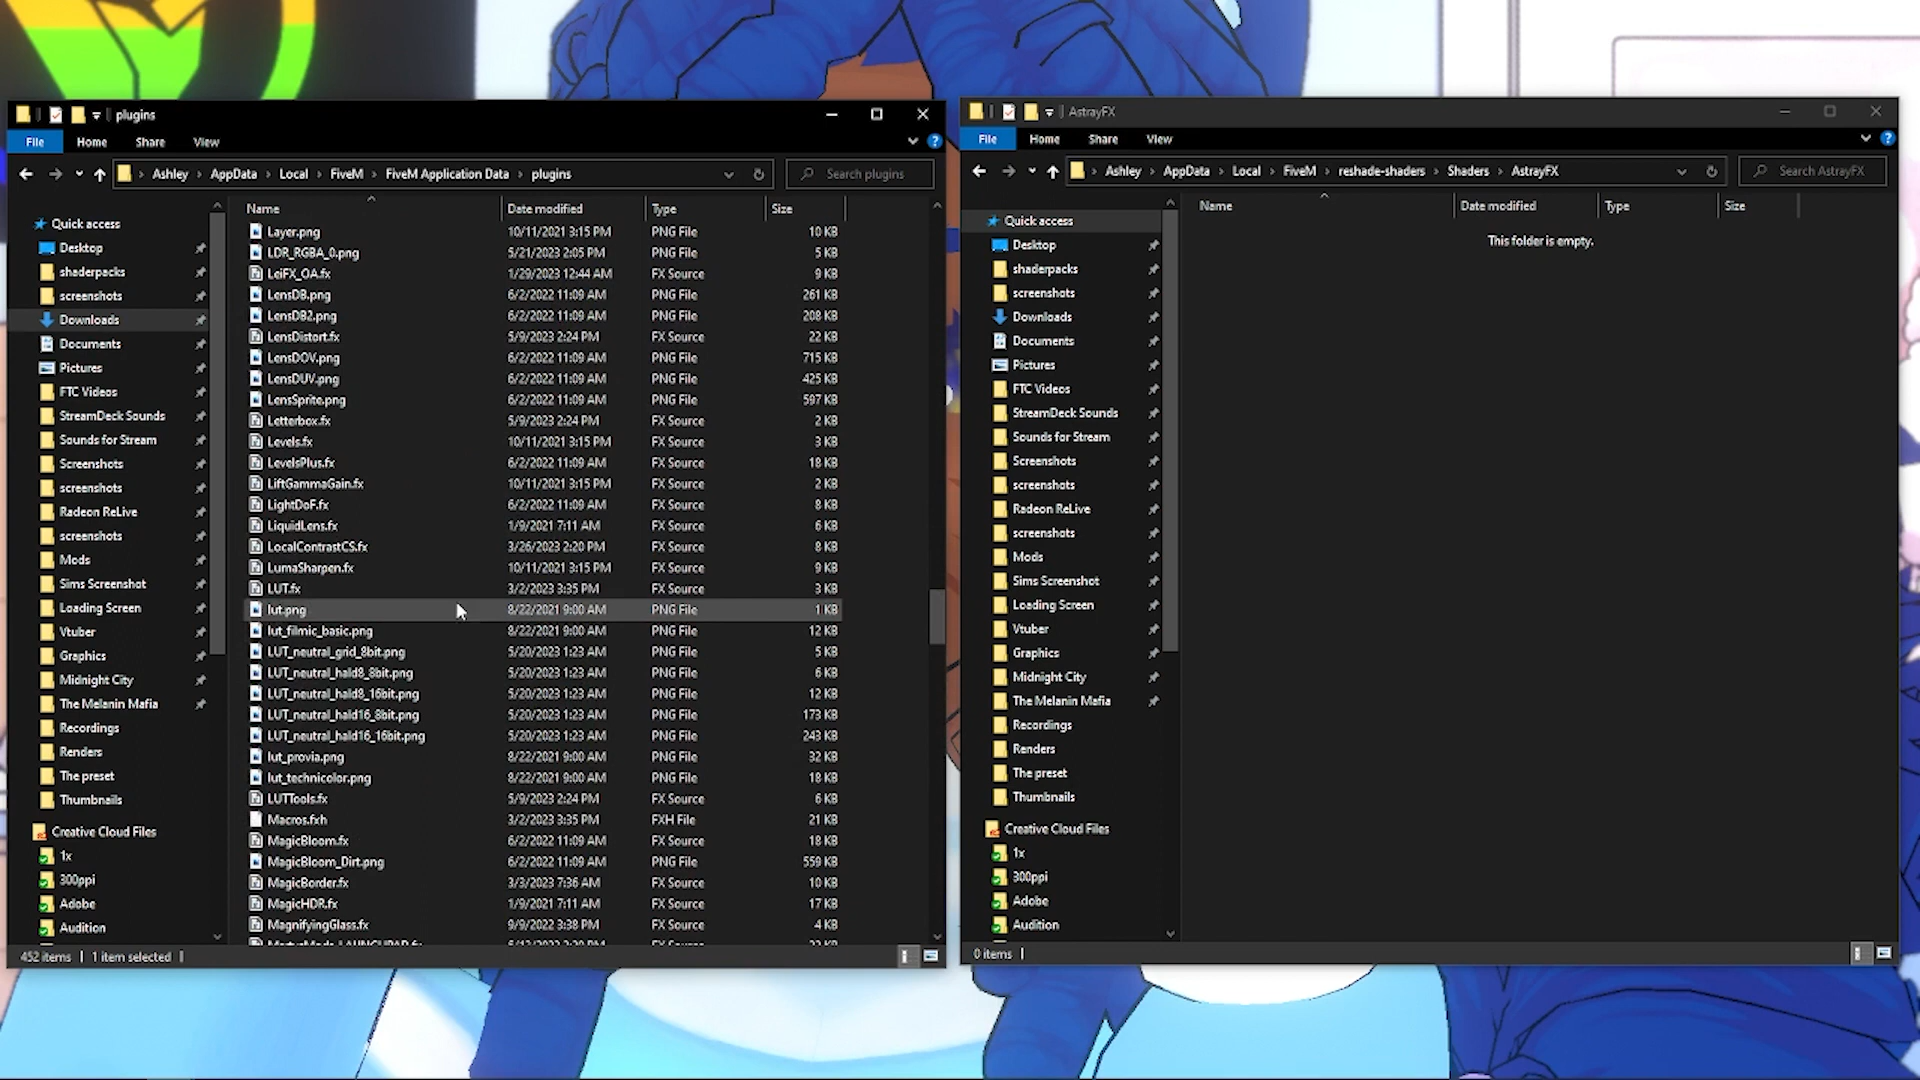 plugins
File Home Share View
Ashley AppData Local FiveM FiveM Application Data plugins Search plugins
Name Date modified Type Size
Quick access
Desktop
shaderpacks
screenshots
Downloads
Documents
Pictures
FTC Videos
StreamDeck Sounds
Sounds for Stream
Screenshots
screenshots
Radeon ReLive
screenshots
Mods
Sims Screenshot
Loading Screen
Vtuber
Graphics
Midnight City
The Melanin Mafia
Recordings
Renders
The preset
Thumbnails
Creative Cloud Files
1x
300ppi
Adobe
Audition
Layer.png 10/11/2021 3:15 PM PNG File 10 KB
LDR_RGBA_0.png 5/21/2023 2:05 PM PNG File 5 KB
LeiFX_OA.fx 1/29/2023 12:44 AM FX Source 9 KB
LensDB.png 6/2/2022 11:09 AM PNG File 261 KB
LensDB2.png 6/2/2022 11:09 AM PNG File 208 KB
LensDistort.fx 5/9/2023 2:24 PM FX Source 22 KB
LensDOV.png 6/2/2022 11:09 AM PNG File 715 KB
LensDUV.png 6/2/2022 11:09 AM PNG File 425 KB
LensSprite.png 6/2/2022 11:09 AM PNG File 597 KB
Letterbox.fx 5/9/2023 2:24 PM FX Source 2 KB
Levels.fx 10/11/2021 3:15 PM FX Source 3 KB
LevelsPlus.fx 6/2/2022 11:09 AM FX Source 18 KB
LiftGammaGain.fx 10/11/2021 3:15 PM FX Source 2 KB
LightDoF.fx 6/2/2022 11:09 AM FX Source 8 KB
LiquidLens.fx 1/9/2021 7:11 AM FX Source 6 KB
LocalContrastCS.fx 3/26/2023 2:20 PM FX Source 8 KB
LumaSharpen.fx 10/11/2021 3:15 PM FX Source 9 KB
LUT.fx 3/2/2023 3:35 PM FX Source 3 KB
lut.png 8/22/2021 9:00 AM PNG File 1 KB
lut_filmic_basic.png 8/22/2021 9:00 AM PNG File 12 KB
LUT_neutral_grid_8bit.png 5/20/2023 1:23 AM PNG File 5 KB
LUT_neutral_hald8_8bit.png 5/20/2023 1:23 AM PNG File 6 KB
LUT_neutral_hald8_16bit.png 5/20/2023 1:23 AM PNG File 12 KB
LUT_neutral_hald16_8bit.png 5/20/2023 1:23 AM PNG File 173 KB
LUT_neutral_hald16_16bit.png 5/20/2023 1:23 AM PNG File 243 KB
lut_provia.png 8/22/2021 9:00 AM PNG File 32 KB
lut_technicolor.png 8/22/2021 9:00 AM PNG File 18 KB
LUTTools.fx 5/9/2023 2:24 PM FX Source 6 KB
Macros.fxh 3/2/2023 3:35 PM FXH File 21 KB
MagicBloom.fx 6/2/2022 11:09 AM FX Source 18 KB
MagicBloom_Dirt.png 6/2/2022 11:09 AM PNG File 559 KB
MagicBorder.fx 3/3/2023 7:36 AM FX Source 10 KB
MagicHDR.fx 1/9/2021 7:11 AM FX Source 17 KB
MagnifyingGlass.fx 9/9/2022 3:38 PM FX Source 4 KB
452 items 1 item selected
AstrayFX
File Home Share View
Ashley AppData Local FiveM reshade-shaders Shaders AstrayFX Search AstrayFX
Name Date modified Type Size
This folder is empty.
Quick access
Desktop
shaderpacks
screenshots
Downloads
Documents
Pictures
FTC Videos
StreamDeck Sounds
Sounds for Stream
Screenshots
screenshots
Radeon ReLive
screenshots
Mods
Sims Screenshot
Loading Screen
Vtuber
Graphics
Midnight City
The Melanin Mafia
Recordings
Renders
The preset
Thumbnails
Creative Cloud Files
1x
300ppi
Adobe
Audition
0 items